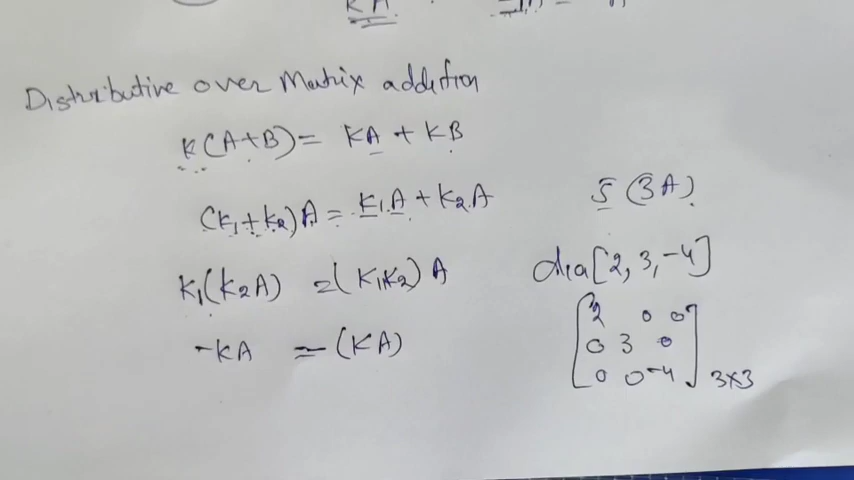 KA
Distributive over Matrix addition
K(A+B) = KA + KB
(K₁+K₂)A = K₁A + K₂A
5 (3A)
K₁(K₂A) = (K₁K₂) A
dia[2, 3, -4]
-KA = (KA)
2 0 0
0 3 0
0 0 -4
3×3